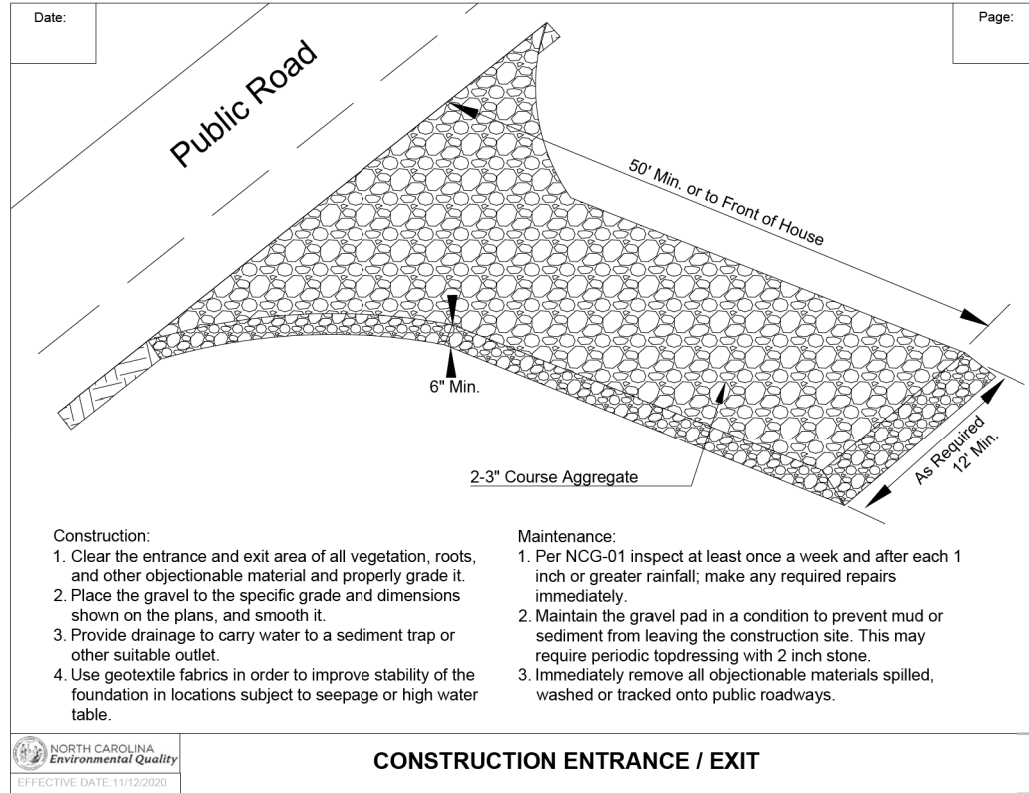 Date:
Page:
Public Road
50' Min. or to Front of House
6" Min.
As Required
12' Min.
2-3" Course Aggregate
Construction:
1. Clear the entrance and exit area of all vegetation, roots,
and other objectionable material and properly grade it.
2. Place the gravel to the specific grade and dimensions
shown on the plans, and smooth it.
3. Provide drainage to carry water to a sediment trap or
other suitable outlet.
4. Use geotextile fabrics in order to improve stability of the
foundation in locations subject to seepage or high water
table.
Maintenance:
1. Per NCG-01 inspect at least once a week and after each 1
inch or greater rainfall; make any required repairs
immediately.
2. Maintain the gravel pad in a condition to prevent mud or
sediment from leaving the construction site. This may
require periodic topdressing with 2 inch stone.
3. Immediately remove all objectionable materials spilled,
washed or tracked onto public roadways.
NORTH CAROLINA
Environmental Quality
EFFECTIVE DATE:11/12/2020
CONSTRUCTION ENTRANCE / EXIT